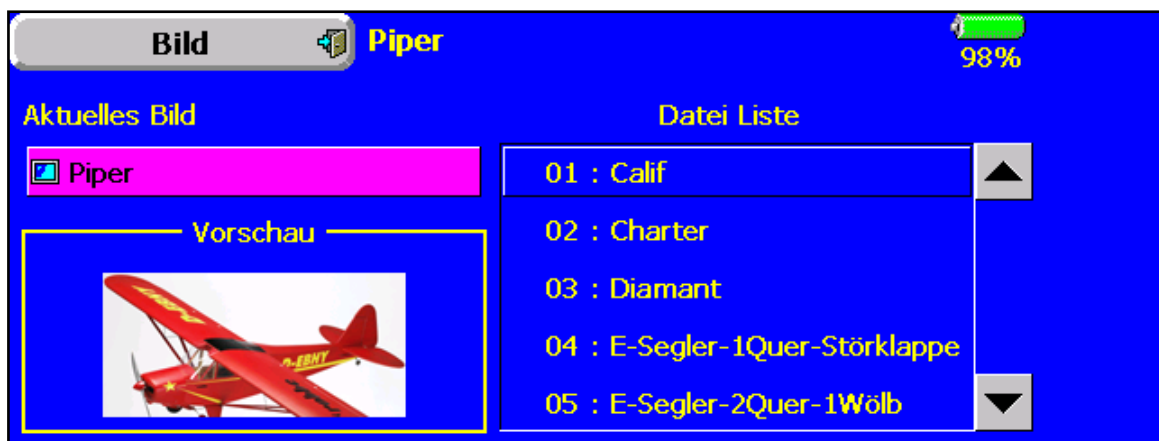 Bild
Piper
98%
Aktuelles Bild
Datei Liste
Piper
01 : Calif
Vorschau
02 : Charter
03 : Diamant
04 : E-Segler-1Quer-Störklappe
05 : E-Segler-2Quer-1Wölb
D-EBHY